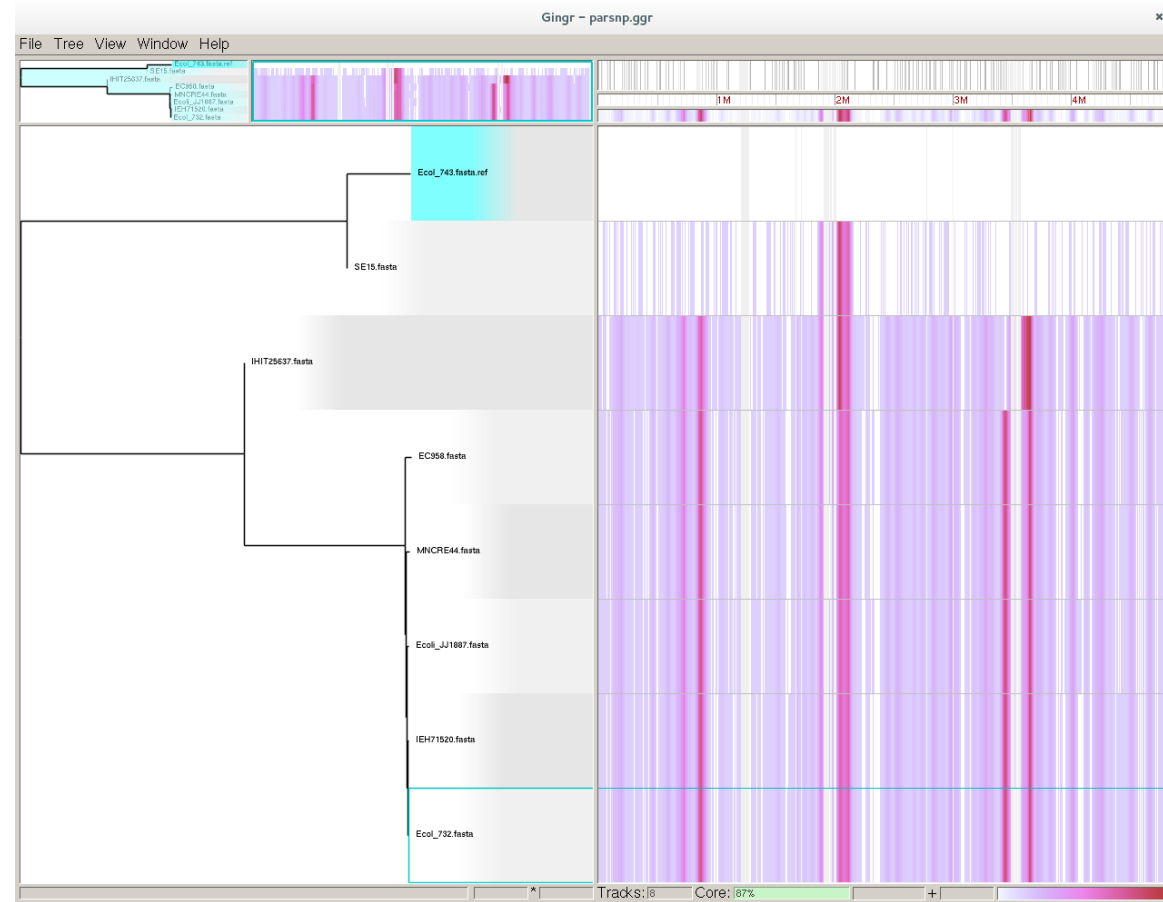 Gingr - parsnp.ggr
File Tree View Window Help
Ecol_743.fasta.ref
SE15.fasta
IHIT25637.fasta
EC958.fasta
MNCRE44.fasta
Ecoli_JJ1887.fasta
IEH71520.fasta
Ecol_732.fasta
1M 2M 3M 4M
Ecol_743.fasta.ref
SE15.fasta
IHIT25637.fasta
EC958.fasta
MNCRE44.fasta
Ecoli_JJ1887.fasta
IEH71520.fasta
Ecol_732.fasta
* Tracks: 8 Core: 87% +